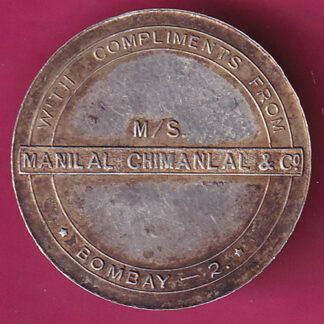 WITH COMPLIMENTS FROM
M/S.
MANILAL CHIMANLAL & Co
BOMBAY — 2.